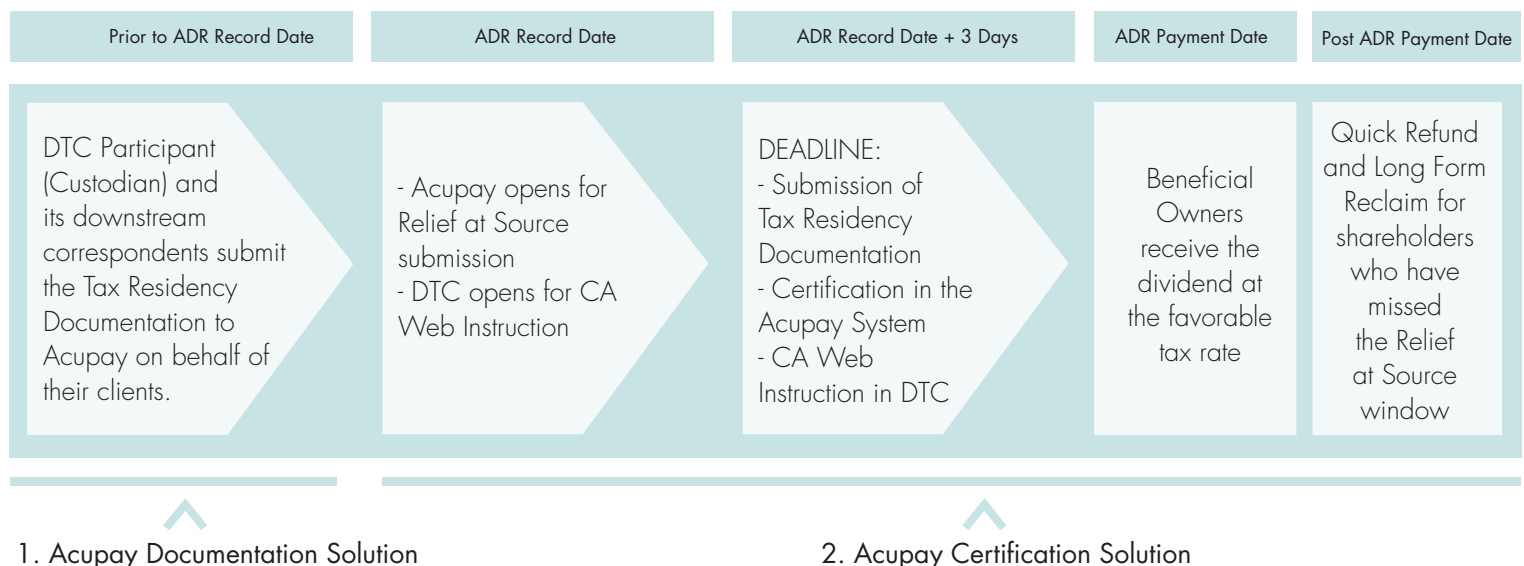 Prior to ADR Record Date
ADR Record Date
ADR Record Date + 3 Days
ADR Payment Date
Post ADR Payment Date
DTC Participant
(Custodian) and
its downstream
correspondents submit
the Tax Residency
Documentation to
Acupay on behalf of
their clients.
- Acupay opens for
Relief at Source
submission
- DTC opens for CA
Web Instruction
DEADLINE:
- Submission of
Tax Residency
Documentation
- Certification in the
Acupay System
- CA Web
Instruction in DTC
Beneficial
Owners
receive the
dividend at
the favorable
tax rate
Quick Refund
and Long Form
Reclaim for
shareholders
who have
missed
the Relief
at Source
window
1. Acupay Documentation Solution
2. Acupay Certification Solution